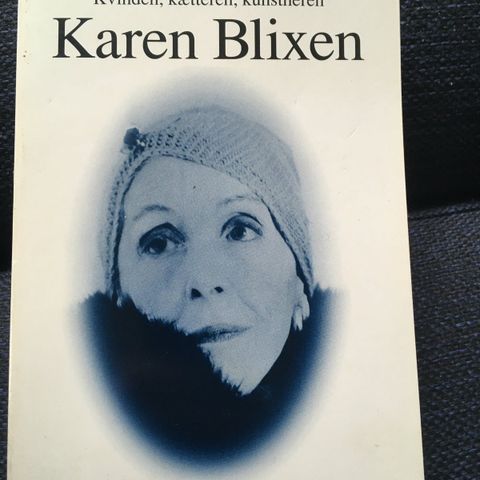 Kvinden, kætteren, kunstneren
Karen Blixen